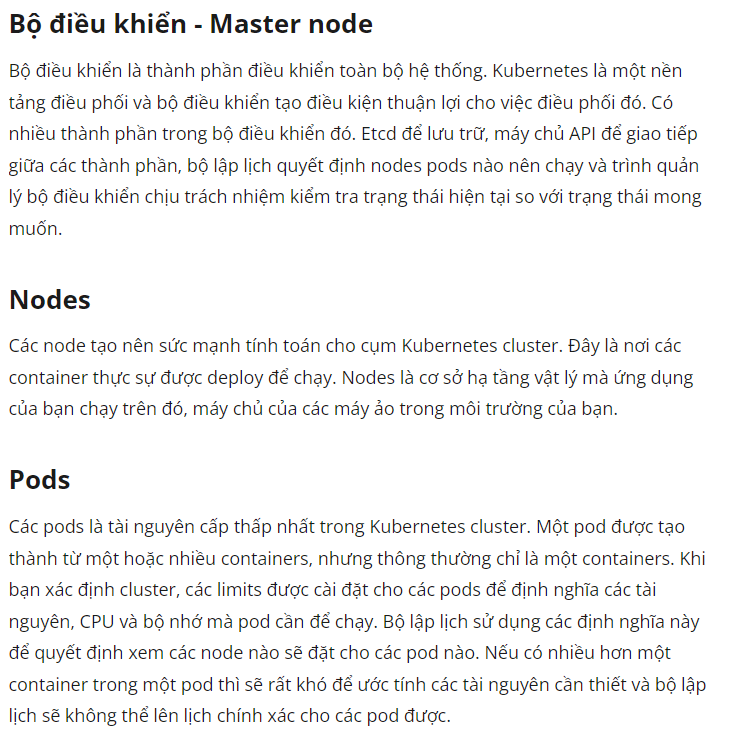 Bộ điều khiển - Master node
Bộ điều khiển là thành phần điều khiển toàn bộ hệ thống. Kubernetes là một nền
tảng điều phối và bộ điều khiển tạo điều kiện thuận lợi cho việc điều phối đó. Có
nhiều thành phần trong bộ điều khiển đó. Etcd để lưu trữ, máy chủ API để giao tiếp
giữa các thành phần, bộ lập lịch quyết định nodes pods nào nên chạy và trình quản
lý bộ điều khiển chịu trách nhiệm kiểm tra trạng thái hiện tại so với trạng thái mong
muốn.
Nodes
Các node tạo nên sức mạnh tính toán cho cụm Kubernetes cluster. Đây là nơi các
container thực sự được deploy để chạy. Nodes là cơ sở hạ tầng vật lý mà ứng dụng
của bạn chạy trên đó, máy chủ của các máy ảo trong môi trường của bạn.
Pods
Các pods là tài nguyên cấp thấp nhất trong Kubernetes cluster. Một pod được tạo
thành từ một hoặc nhiều containers, nhưng thông thường chỉ là một containers. Khi
bạn xác định cluster, các limits được cài đặt cho các pods để định nghĩa các tài
nguyên, CPU và bộ nhớ mà pod cần để chạy. Bộ lập lịch sử dụng các định nghĩa này
để quyết định xem các node nào sẽ đặt cho các pod nào. Nếu có nhiều hơn một
container trong một pod thì sẽ rất khó để ước tính các tài nguyên cần thiết và bộ lập
lịch sẽ không thể lên lịch chính xác cho các pod được.